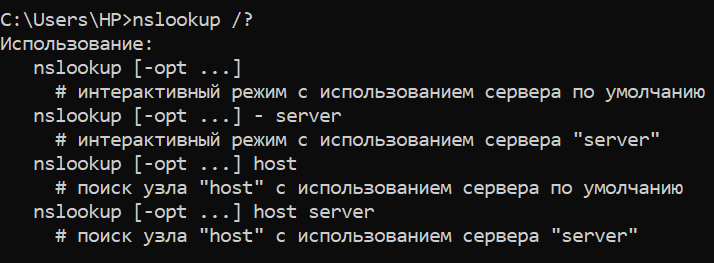 C:\Users\HP>nslookup /?
Использование:
   nslookup [-opt ...]
     # интерактивный режим с использованием сервера по умолчанию
   nslookup [-opt ...] - server
     # интерактивный режим с использованием сервера "server"
   nslookup [-opt ...] host
     # поиск узла "host" с использованием сервера по умолчанию
   nslookup [-opt ...] host server
     # поиск узла "host" с использованием сервера "server"